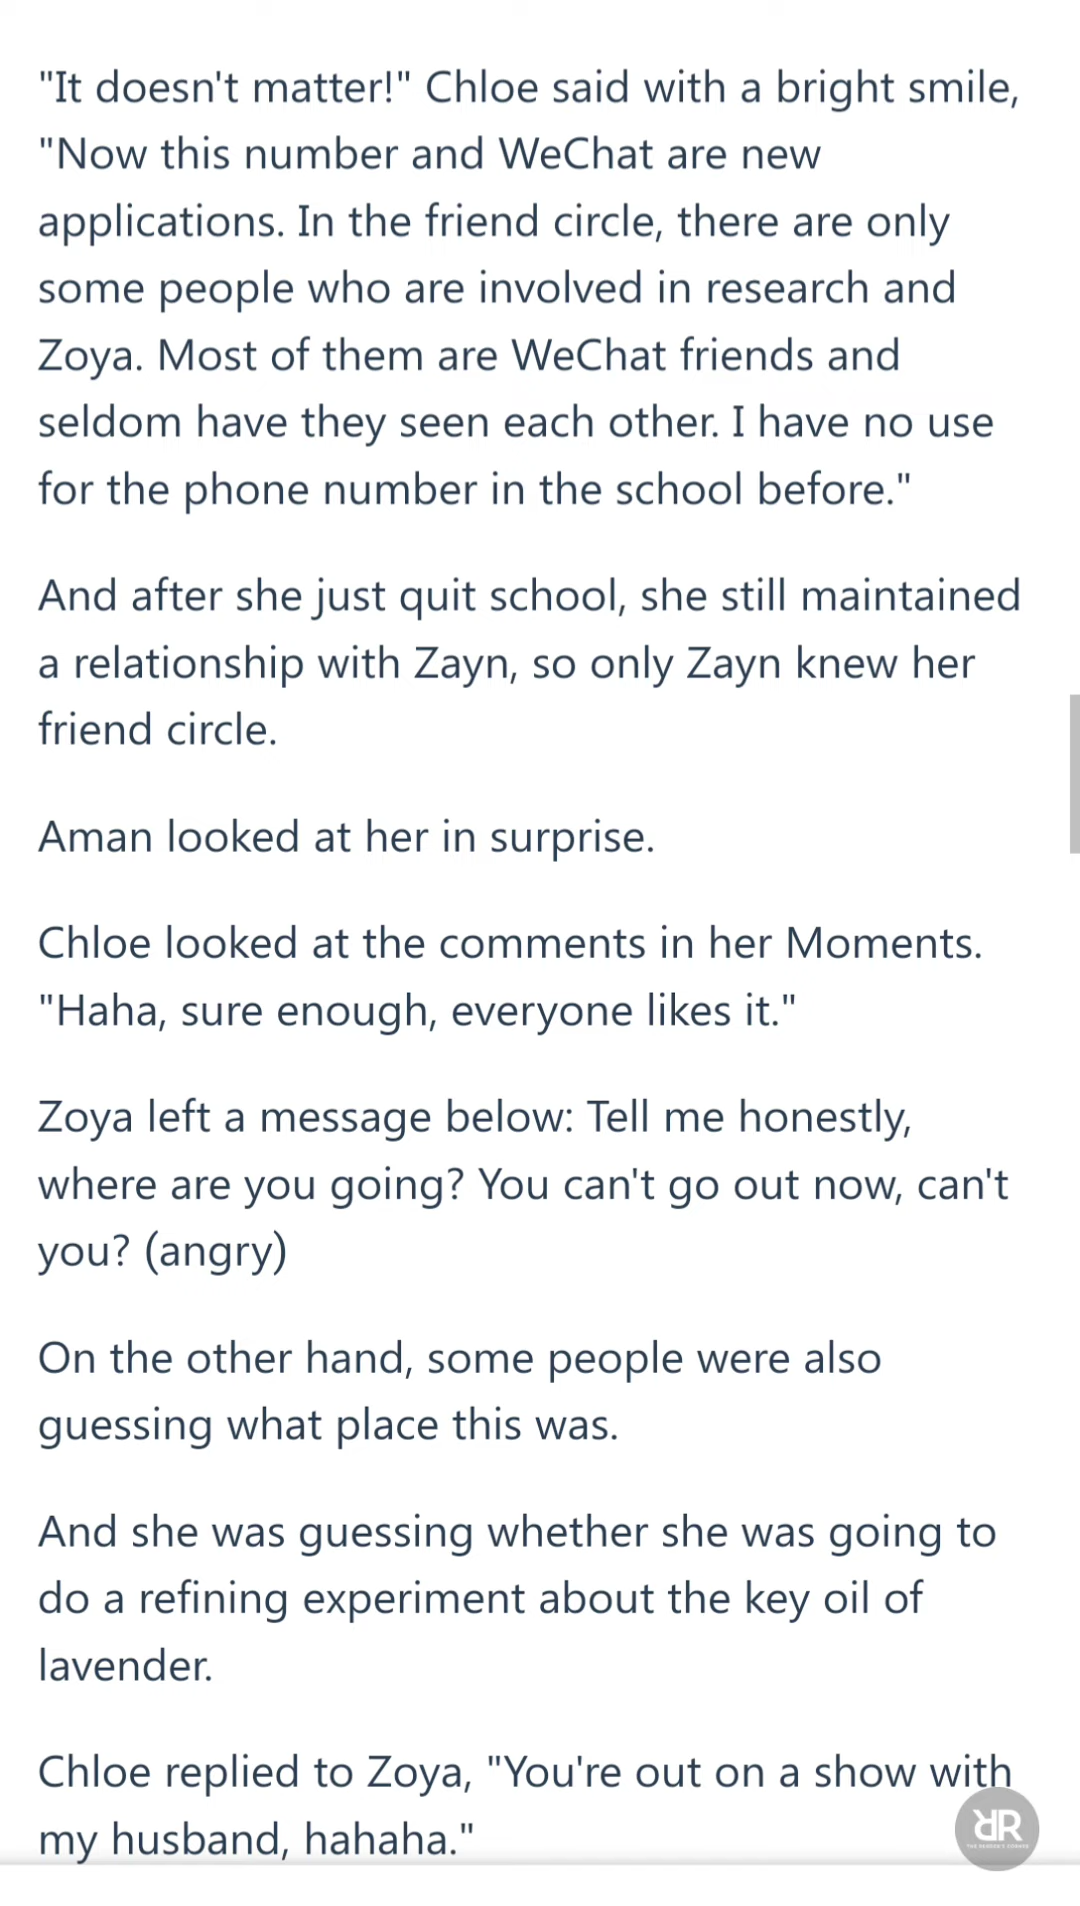 "It doesn't matter!" Chloe said with a bright smile,
"Now this number and WeChat are new
applications. In the friend circle, there are only
some people who are involved in research and
Zoya. Most of them are WeChat friends and
seldom have they seen each other. I have no use
for the phone number in the school before."
And after she just quit school, she still maintained
a relationship with Zayn, so only Zayn knew her
friend circle.
Aman looked at her in surprise.
Chloe looked at the comments in her Moments.
"Haha, sure enough, everyone likes it."
Zoya left a message below: Tell me honestly,
where are you going? You can't go out now, can't
you? (angry)
On the other hand, some people were also
guessing what place this was.
And she was guessing whether she was going to
do a refining experiment about the key oil of
lavender.
Chloe replied to Zoya, "You're out on a show with
my husband, hahaha."